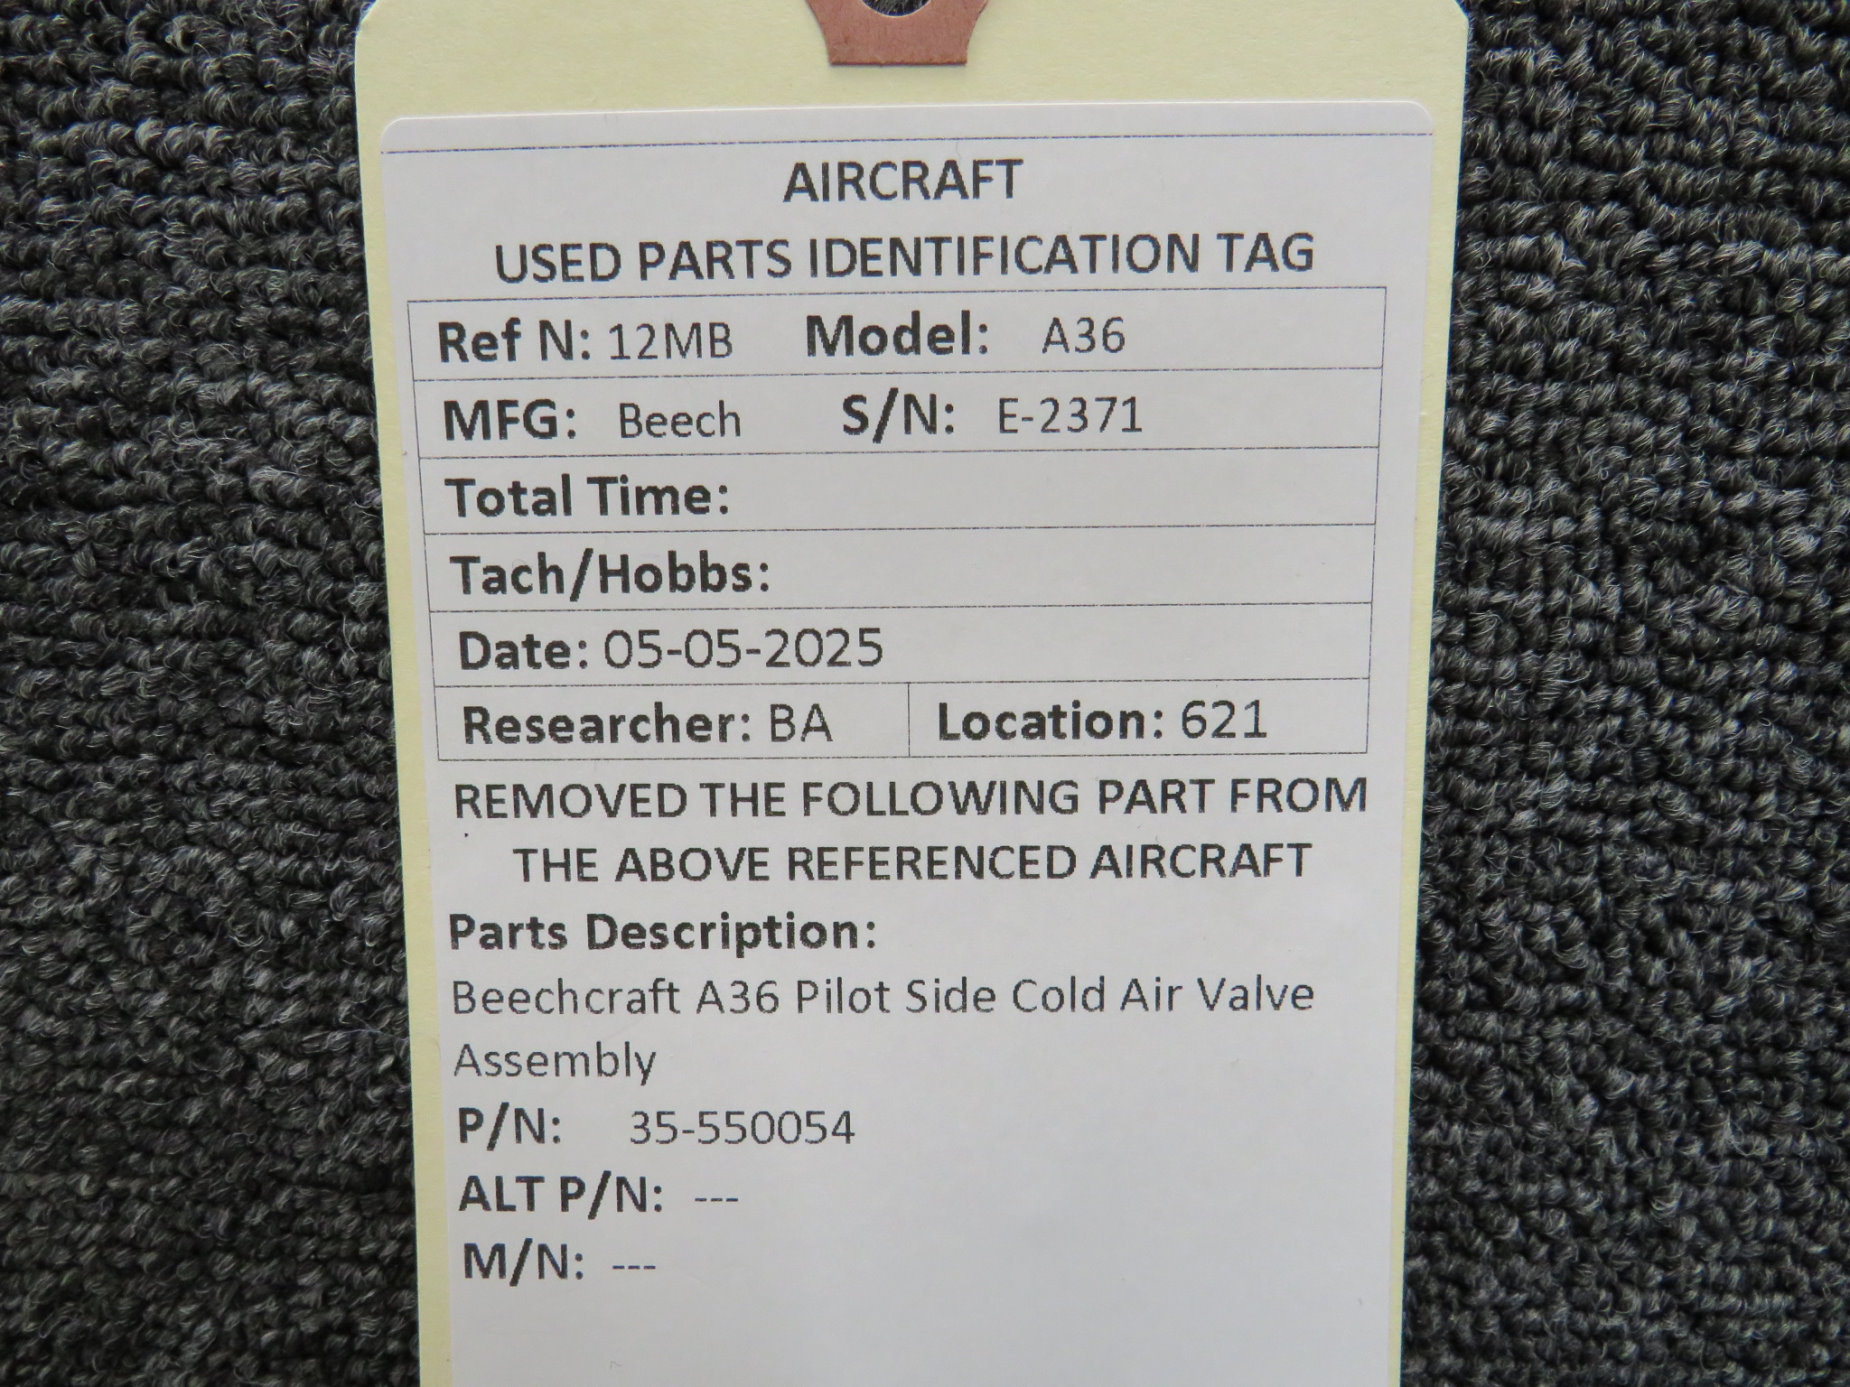 AIRCRAFT
USED PARTS IDENTIFICATION TAG
Ref N: 12MB Model: A36
MFG: Beech S/N: E-2371
Total Time:
Tach/Hobbs:
Date: 05-05-2025
Researcher: BA Location: 621
REMOVED THE FOLLOWING PART FROM
THE ABOVE REFERENCED AIRCRAFT
Parts Description:
Beechcraft A36 Pilot Side Cold Air Valve
Assembly
P/N: 35-550054
ALT P/N: ---
M/N: ---